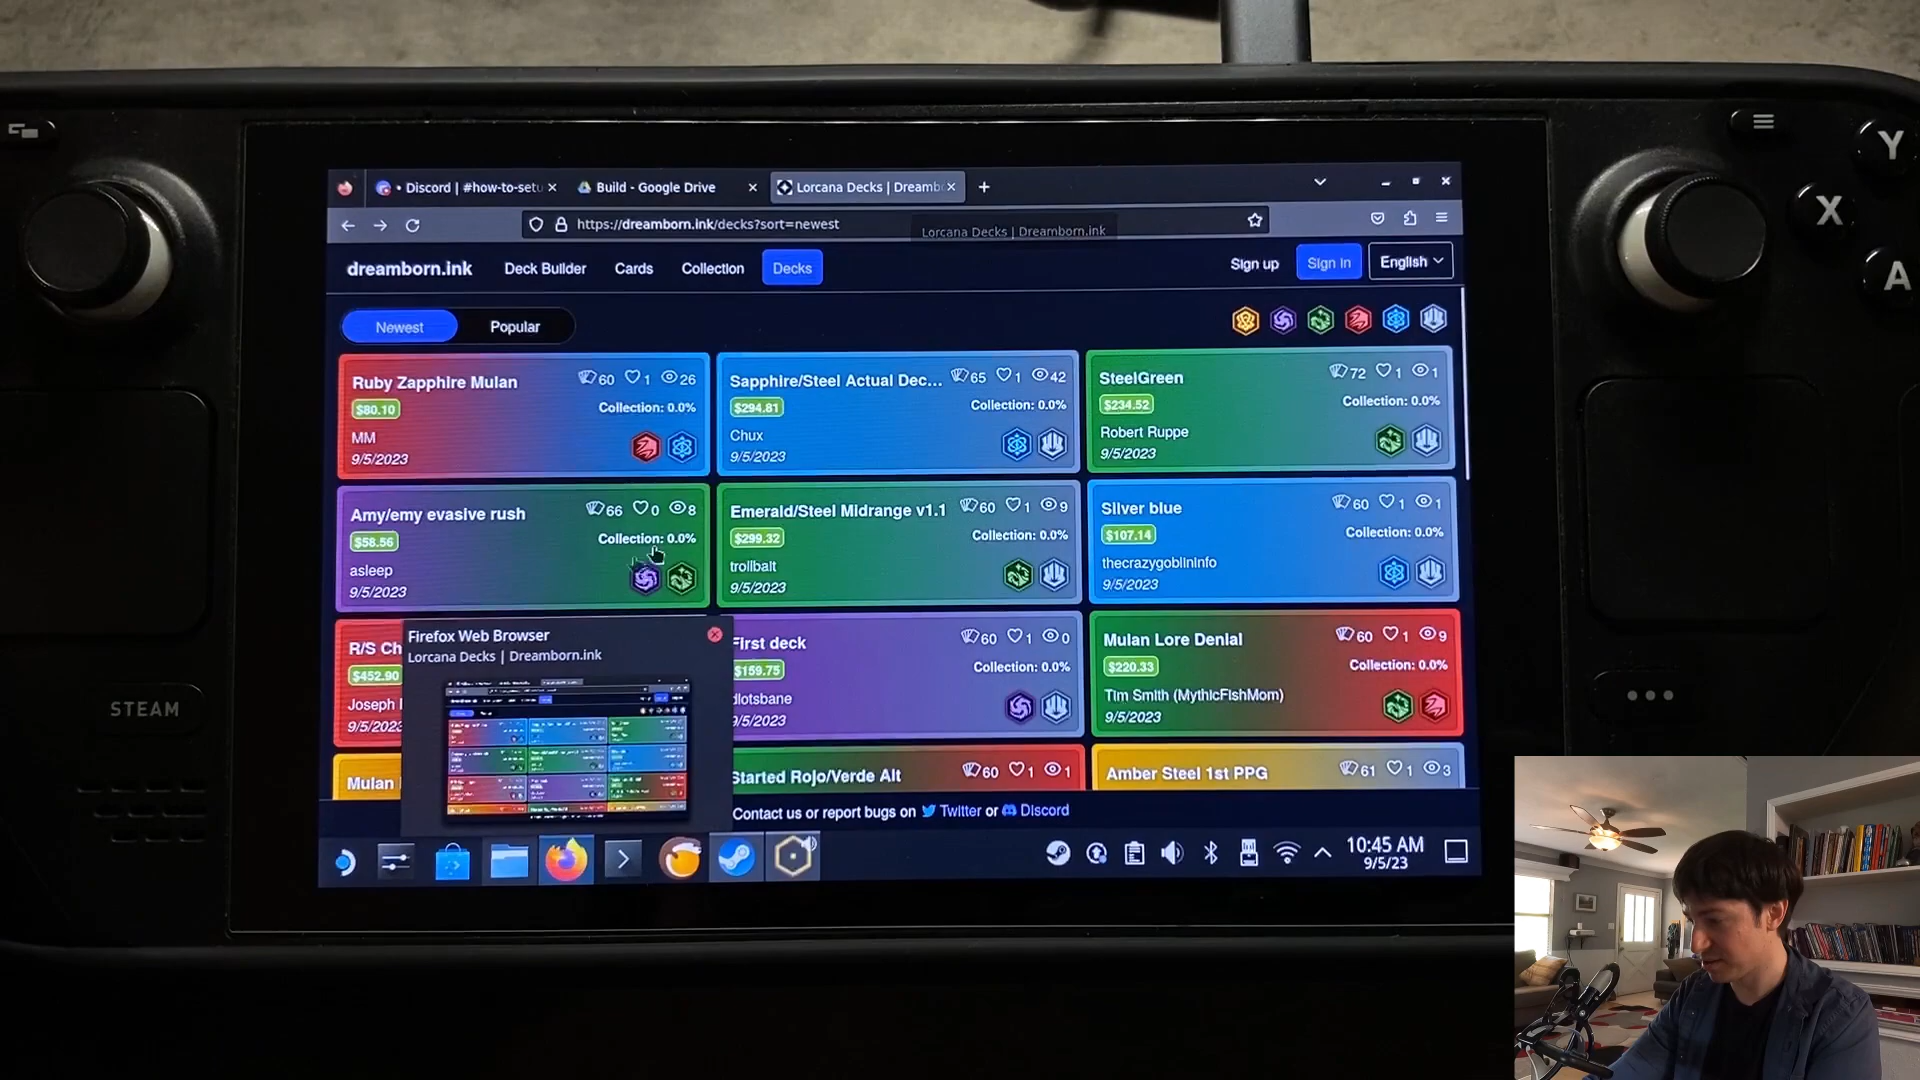 Y
X
A
STEAM
• Discord | #how-to-setu
Build - Google Drive
Lorcana Decks | Dreamb
https://dreamborn.ink/decks?sort=newest
Lorcana Decks | Dreamborn.ink
dreamborn.ink
Deck Builder
Cards
Collection
Decks
Sign up
Sign in
English
Newest
Popular
Ruby Zapphire Mulan
60 1 26
$80.10
Collection: 0.0%
MM
9/5/2023
Sapphire/Steel Actual Dec...
65 1 42
$294.81
Collection: 0.0%
Chux
9/5/2023
SteelGreen
72 1 1
$234.52
Collection: 0.0%
Robert Ruppe
9/5/2023
Amy/emy evasive rush
66 0 8
$58.56
Collection: 0.0%
asleep
9/5/2023
Emerald/Steel Midrange v1.1
60 1 9
$299.32
Collection: 0.0%
trollbait
9/5/2023
Silver blue
60 1 1
$107.14
Collection: 0.0%
thecrazygoblininfo
9/5/2023
R/S Ch
$452.90
Joseph
9/5/2023
Firefox Web Browser
Lorcana Decks | Dreamborn.ink
First deck
60 1 0
$159.75
Collection: 0.0%
dlotsbane
9/5/2023
Mulan Lore Denial
60 1 9
$220.33
Collection: 0.0%
Tim Smith (MythicFishMom)
9/5/2023
Mulan
Started Rojo/Verde Alt
60 1 1
Amber Steel 1st PPG
61 1 3
Contact us or report bugs on Twitter or Discord
10:45 AM
9/5/23